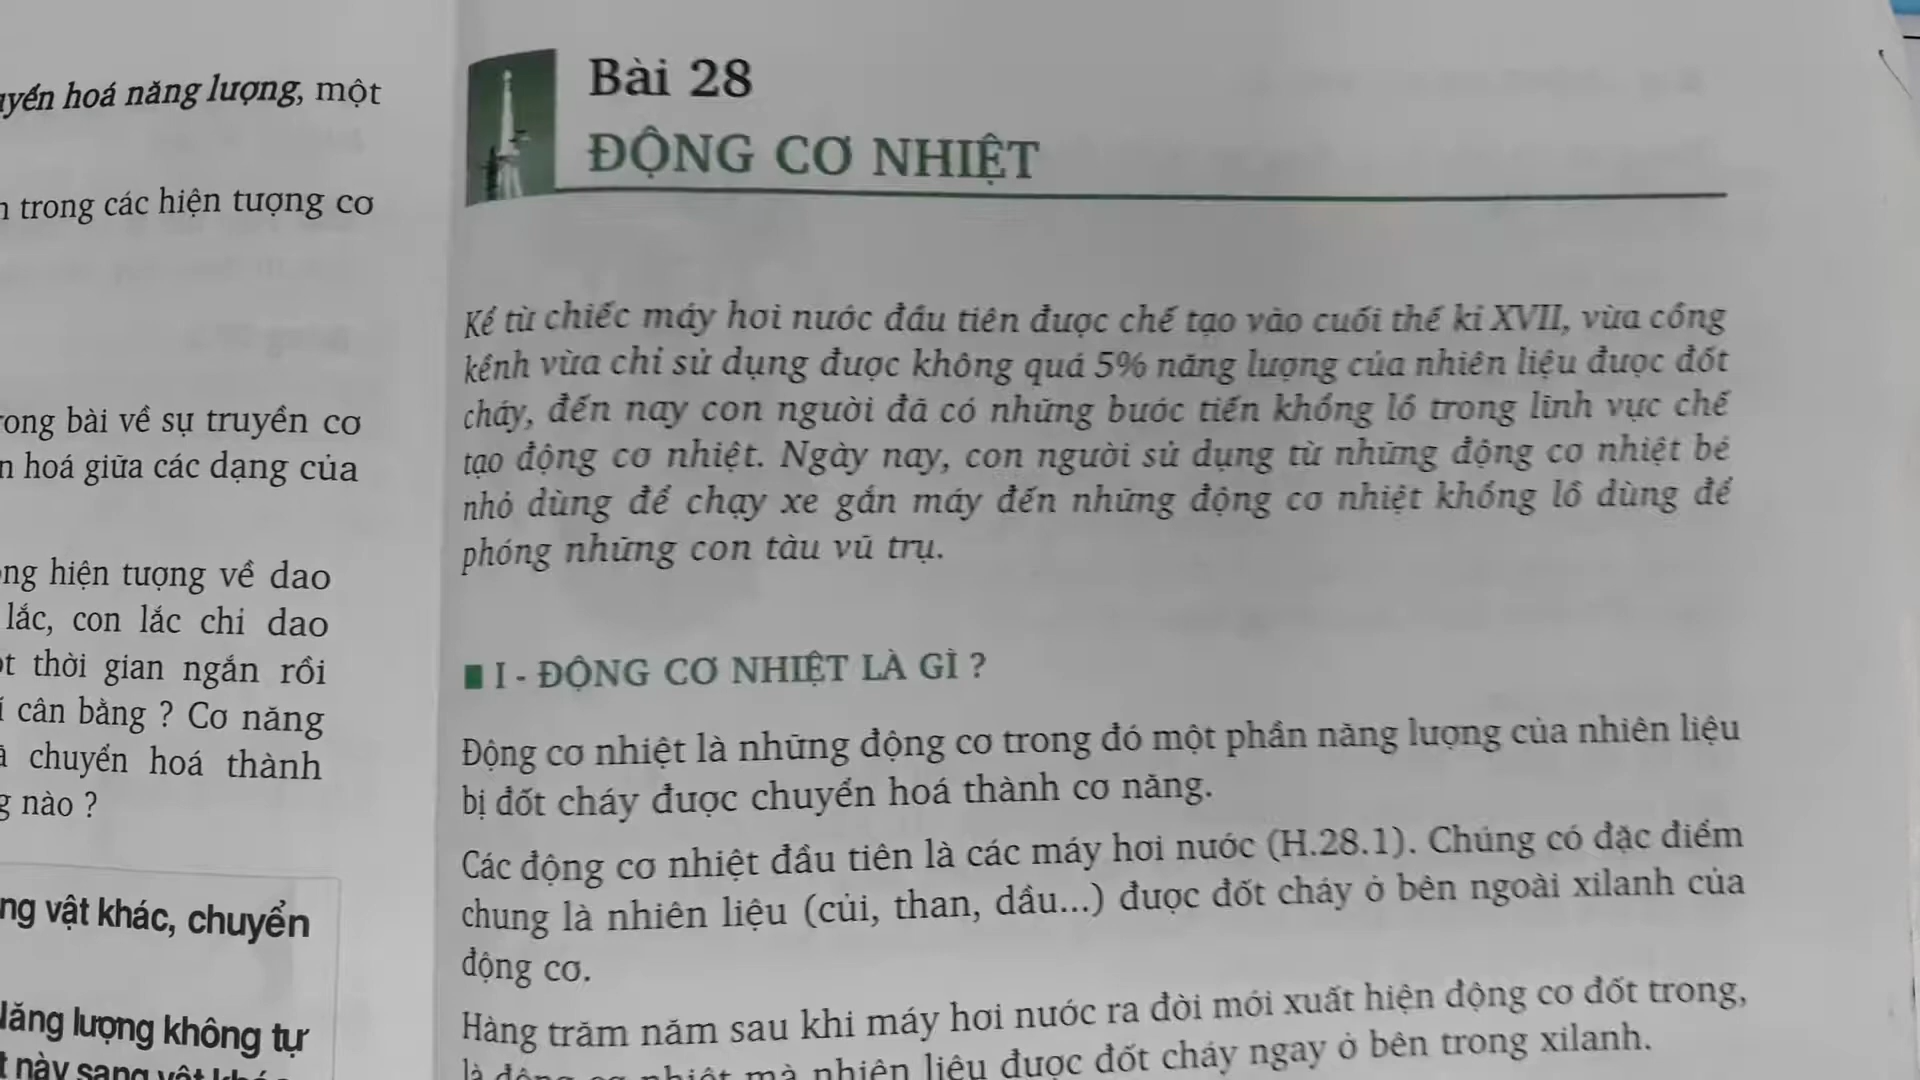 hoá năng lượng, một
trong các hiện tượng cơ
bài về sự truyền cơ
hoá giữa các dạng của
hiện tượng về dao
lắc, con lắc chỉ dao
thời gian ngắn rồi
cân bằng ? Cơ năng
chuyển hoá thành
nào ?
vật khác, chuyển
lượng không tự
này sang vật
Bài 28
ĐỘNG CƠ NHIỆT
Kể từ chiếc máy hơi nước đầu tiên được chế tạo vào cuối thế kỉ XVII, vừa cồng
kềnh vừa chỉ sử dụng được không quá 5% năng lượng của nhiên liệu được đốt
cháy, đến nay con người đã có những bước tiến khổng lồ trong lĩnh vực chế
tạo động cơ nhiệt. Ngày nay, con người sử dụng từ những động cơ nhiệt bé
nhỏ dùng để chạy xe gắn máy đến những động cơ nhiệt khổng lồ dùng để
phóng những con tàu vũ trụ.
I - ĐỘNG CƠ NHIỆT LÀ GÌ ?
Động cơ nhiệt là những động cơ trong đó một phần năng lượng của nhiên liệu
bị đốt cháy được chuyển hoá thành cơ năng.
Các động cơ nhiệt đầu tiên là các máy hơi nước (H.28.1). Chúng có đặc điểm
chung là nhiên liệu (củi, than, dầu...) được đốt cháy ở bên ngoài xilanh của
động cơ.
Hàng trăm năm sau khi máy hơi nước ra đời mới xuất hiện động cơ đốt trong,
là động cơ nhiệt mà nhiên liệu được đốt cháy ngay ở bên trong xilanh.